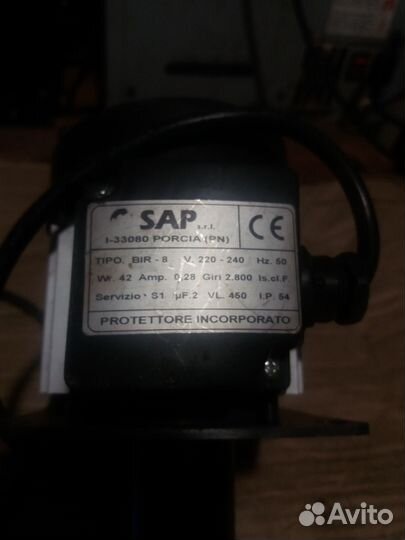 SAP s.r.l.
I-33080 PORCIA (PN)
CE
TIPO. BIR - 8 V. 220 - 240 Hz. 50
Wr. 42 Amp. 0,28 Giri 2.800 Is.cl.F
Servizio S1 µF.2 VL. 450 I.P. 54
PROTETTORE INCORPORATO
Avito